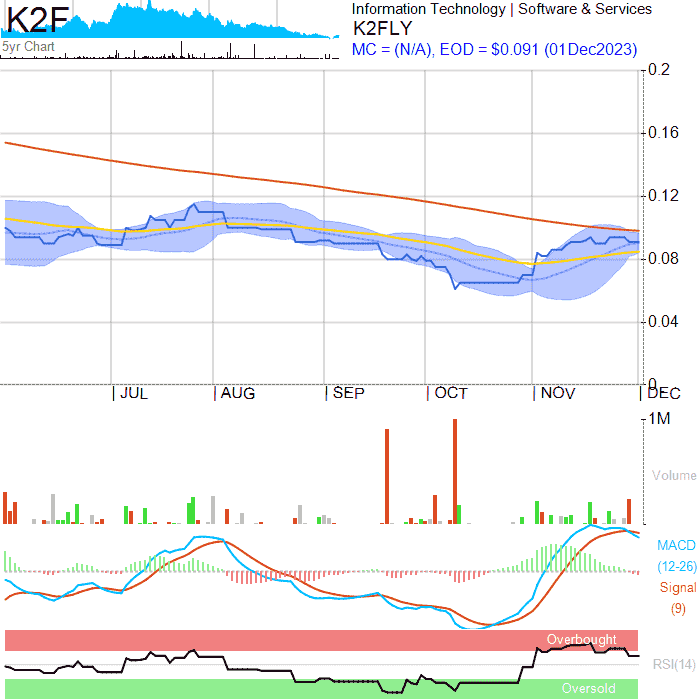 K2F
5yr Chart
Information Technology | Software & Services
K2FLY
MC = (N/A), EOD = $0.091 (01Dec2023)
0.2
0.16
0.12
0.08
0.04
0
JUL AUG SEP OCT NOV DEC
1M
Volume
MACD
(12-26)
Signal
(9)
Overbought
RSI(14)
Oversold